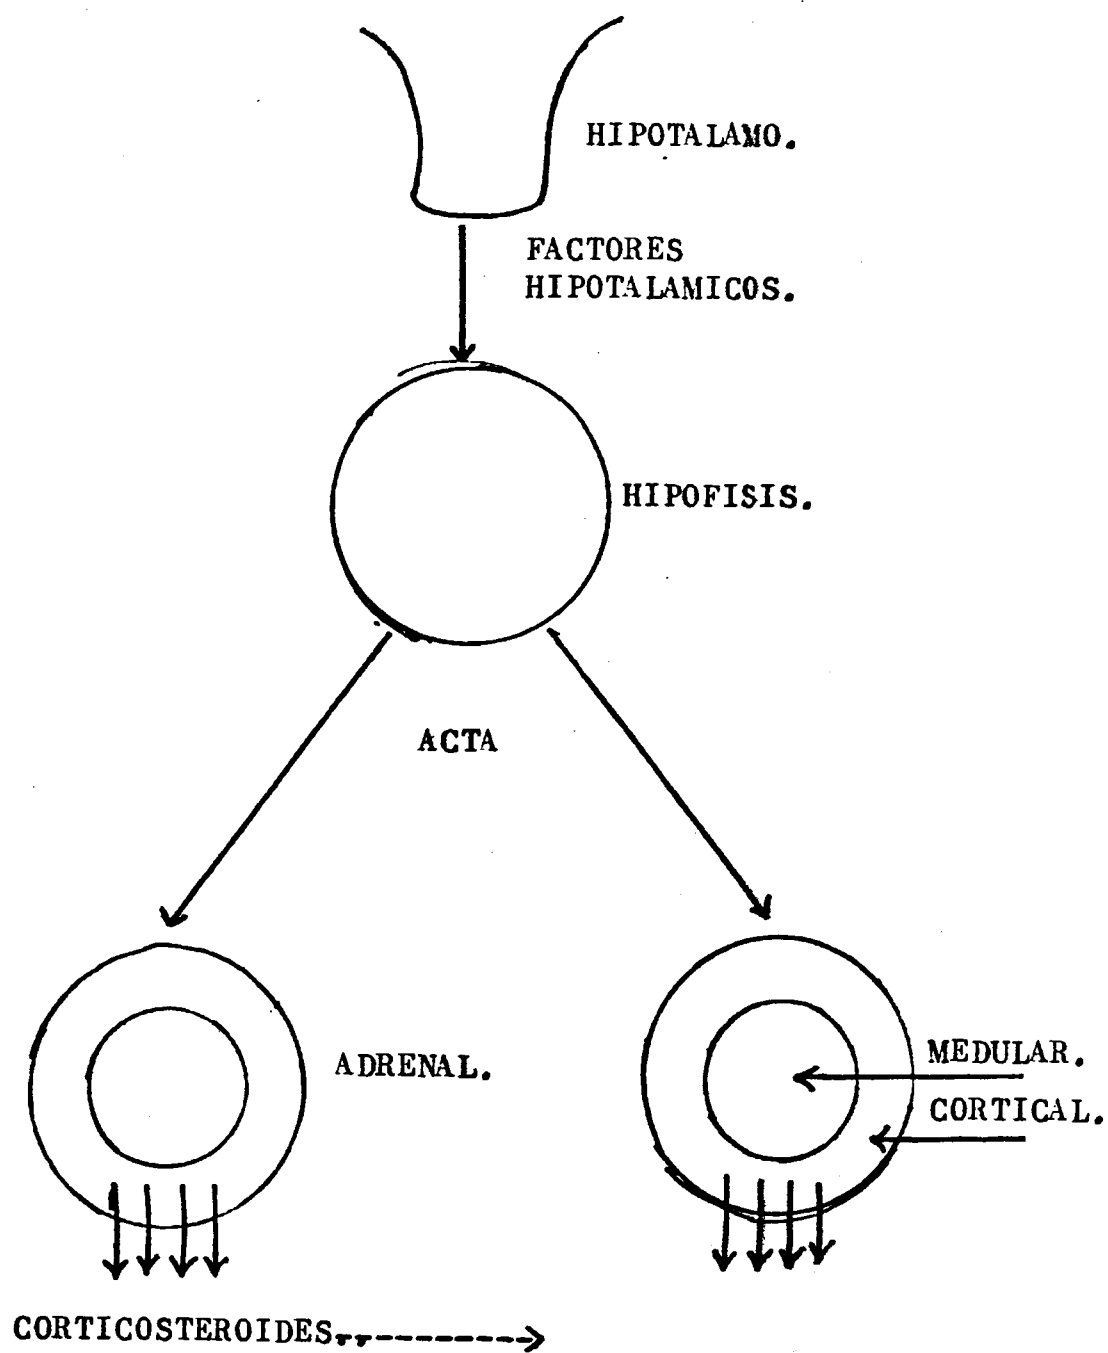 HIPOTALAMO.
FACTORES
HIPOTALAMICOS.
HIPOFISIS.
ACTA
ADRENAL.
MEDULAR.
CORTICAL.
CORTICOSTEROIDES